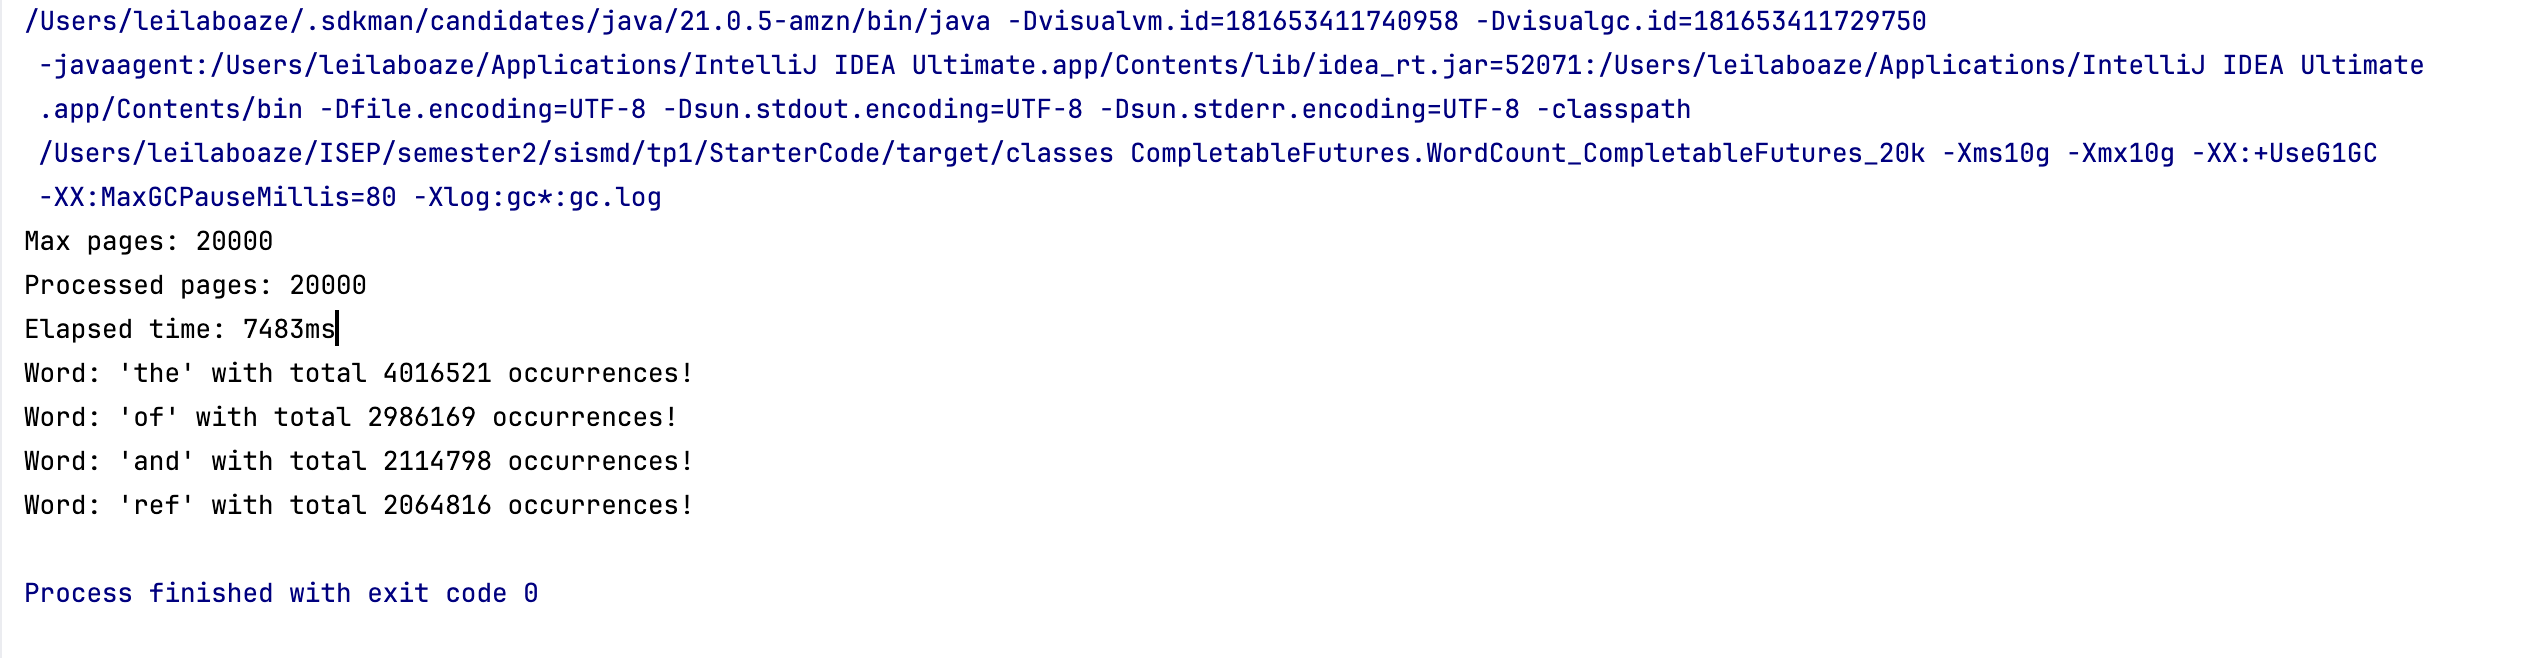 /Users/leilaboaze/.sdkman/candidates/java/21.0.5-amzn/bin/java -Dvisualvm.id=181653411740958 -Dvisualgc.id=181653411729750
-javaagent:/Users/leilaboaze/Applications/IntelliJ IDEA Ultimate.app/Contents/lib/idea_rt.jar=52071:/Users/leilaboaze/Applications/IntelliJ IDEA Ultimate
.app/Contents/bin -Dfile.encoding=UTF-8 -Dsun.stdout.encoding=UTF-8 -Dsun.stderr.encoding=UTF-8 -classpath
/Users/leilaboaze/ISEP/semester2/sismd/tp1/StarterCode/target/classes CompletableFutures.WordCount_CompletableFutures_20k -Xms10g -Xmx10g -XX:+UseG1GC
-XX:MaxGCPauseMillis=80 -Xlog:gc*:gc.log
Max pages: 20000
Processed pages: 20000
Elapsed time: 7483ms
Word: 'the' with total 4016521 occurrences!
Word: 'of' with total 2986169 occurrences!
Word: 'and' with total 2114798 occurrences!
Word: 'ref' with total 2064816 occurrences!
Process finished with exit code 0